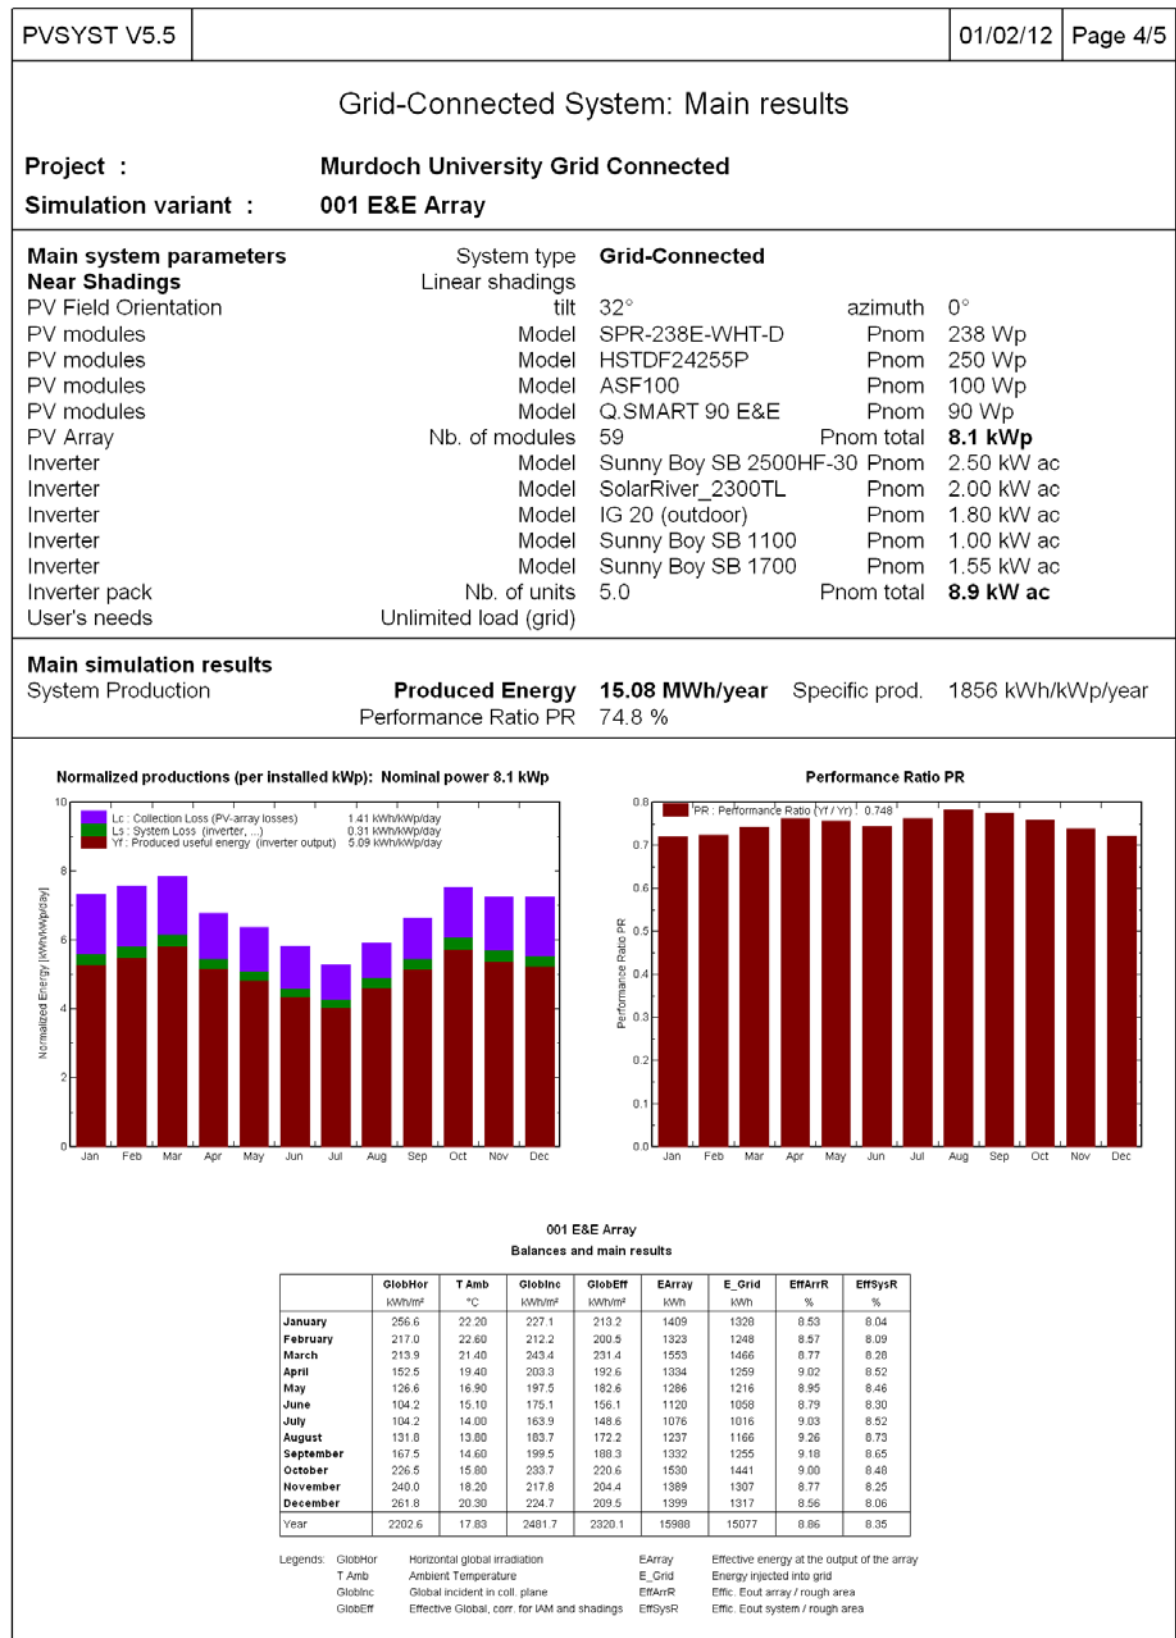 PVSYST V5.5 01/02/12 Page 4/5
Grid-Connected System: Main results
Project : Murdoch University Grid Connected
Simulation variant : 001 E&E Array
Main system parameters System type Grid-Connected
Near Shadings Linear shadings
PV Field Orientation tilt 32° azimuth 0°
PV modules Model SPR-238E-WHT-D Pnom 238 Wp
PV modules Model HSTDF24255P Pnom 250 Wp
PV modules Model ASF100 Pnom 100 Wp
PV modules Model Q.SMART 90 E&E Pnom 90 Wp
PV Array Nb. of modules 59 Pnom total 8.1 kWp
Inverter Model Sunny Boy SB 2500HF-30 Pnom 2.50 kW ac
Inverter Model SolarRiver_2300TL Pnom 2.00 kW ac
Inverter Model IG 20 (outdoor) Pnom 1.80 kW ac
Inverter Model Sunny Boy SB 1100 Pnom 1.00 kW ac
Inverter Model Sunny Boy SB 1700 Pnom 1.55 kW ac
Inverter pack Nb. of units 5.0 Pnom total 8.9 kW ac
User's needs Unlimited load (grid)
Main simulation results
System Production Produced Energy 15.08 MWh/year Specific prod. 1856 kWh/kWp/year
Performance Ratio PR 74.8 %
Normalized productions (per installed kWp): Nominal power 8.1 kWp
Lc : Collection Loss (PV-array losses) 1.41 kWh/kWp/day
Ls : System Loss (inverter, ...) 0.31 kWh/kWp/day
Yf : Produced useful energy (inverter output) 5.09 kWh/kWp/day
Normalized Energy [kWh/kWp/day]
10
8
6
4
2
0
Jan Feb Mar Apr May Jun Jul Aug Sep Oct Nov Dec
Performance Ratio PR
PR : Performance Ratio (Yf / Yr) : 0.748
Performance Ratio PR
0.8
0.7
0.6
0.5
0.4
0.3
0.2
0.1
0.0
Jan Feb Mar Apr May Jun Jul Aug Sep Oct Nov Dec
001 E&E Array
Balances and main results
GlobHor T Amb GlobInc GlobEff EArray E_Grid EffArrR EffSysR
kWh/m² °C kWh/m² kWh/m² kWh kWh % %
January 256.6 22.20 227.1 213.2 1409 1328 8.53 8.04
February 217.0 22.60 212.2 200.5 1323 1248 8.57 8.09
March 213.9 21.40 243.4 231.4 1553 1466 8.77 8.28
April 152.5 19.40 203.3 192.6 1334 1259 9.02 8.52
May 126.6 16.90 197.5 182.6 1286 1216 8.95 8.46
June 104.2 15.10 175.1 156.1 1120 1058 8.79 8.30
July 104.2 14.00 163.9 148.6 1076 1016 9.03 8.52
August 131.8 13.80 183.7 172.2 1237 1166 9.26 8.73
September 167.5 14.60 199.5 188.3 1332 1255 9.18 8.65
October 226.5 15.80 233.7 220.6 1530 1441 9.00 8.48
November 240.0 18.20 217.8 204.4 1389 1307 8.77 8.25
December 261.8 20.30 224.7 209.5 1399 1317 8.56 8.06
Year 2202.6 17.83 2481.7 2320.1 15988 15077 8.86 8.35
Legends: GlobHor Horizontal global irradiation EArray Effective energy at the output of the array
T Amb Ambient Temperature E_Grid Energy injected into grid
GlobInc Global incident in coll. plane EffArrR Effic. Eout array / rough area
GlobEff Effective Global, corr. for IAM and shadings EffSysR Effic. Eout system / rough area